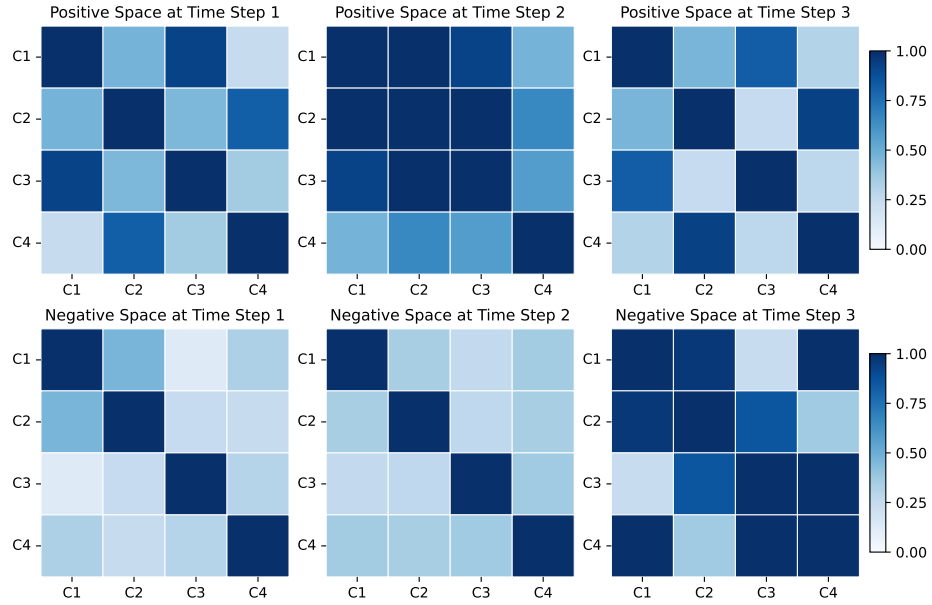 Positive Space at Time Step 1
Positive Space at Time Step 2
Positive Space at Time Step 3
C1
C2
C3
C4
C1 C2 C3 C4
C1
C2
C3
C4
C1 C2 C3 C4
C1
C2
C3
C4
C1 C2 C3 C4
1.00
0.75
0.50
0.25
0.00
Negative Space at Time Step 1
Negative Space at Time Step 2
Negative Space at Time Step 3
C1
C2
C3
C4
C1 C2 C3 C4
C1
C2
C3
C4
C1 C2 C3 C4
C1
C2
C3
C4
C1 C2 C3 C4
1.00
0.75
0.50
0.25
0.00